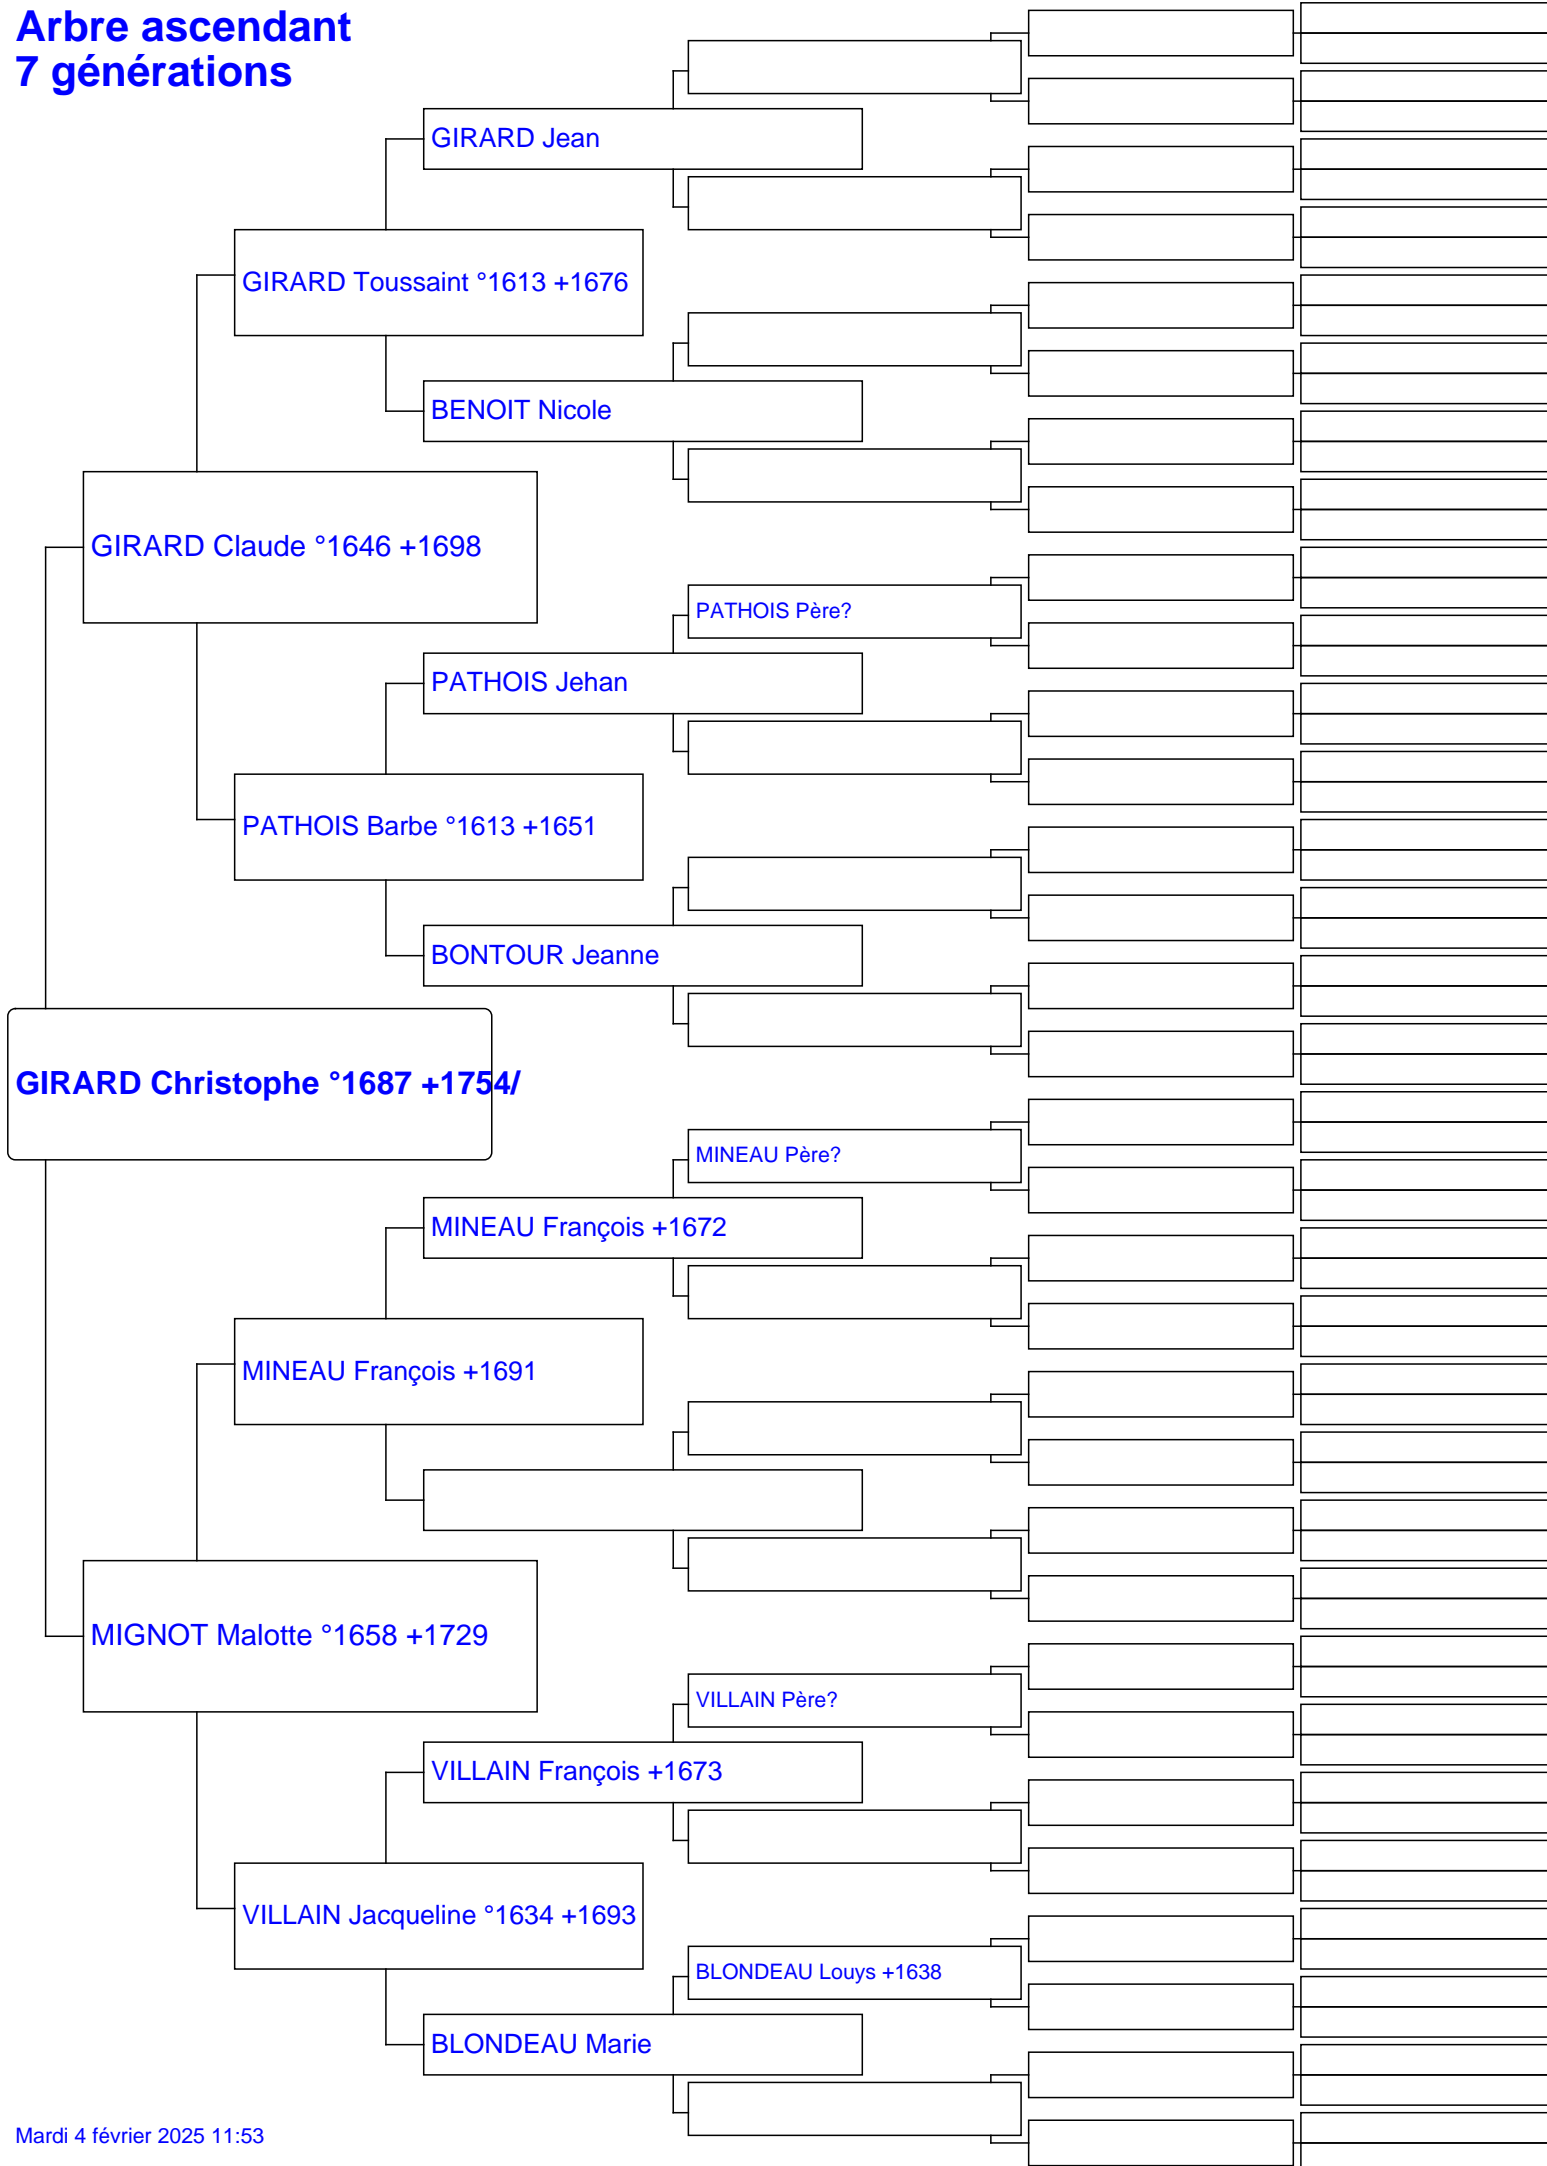 Arbre ascendant
7 générations
GIRARD Jean
GIRARD Toussaint °1613 +1676
BENOIT Nicole
GIRARD Claude °1646 +1698
PATHOIS Père?
PATHOIS Jehan
PATHOIS Barbe °1613 +1651
BONTOUR Jeanne
GIRARD Christophe °1687 +1754/
MINEAU Père?
MINEAU François +1672
MINEAU François +1691
MIGNOT Malotte °1658 +1729
VILLAIN Père?
VILLAIN François +1673
VILLAIN Jacqueline °1634 +1693
BLONDEAU Louys +1638
BLONDEAU Marie
Mardi 4 février 2025 11:53